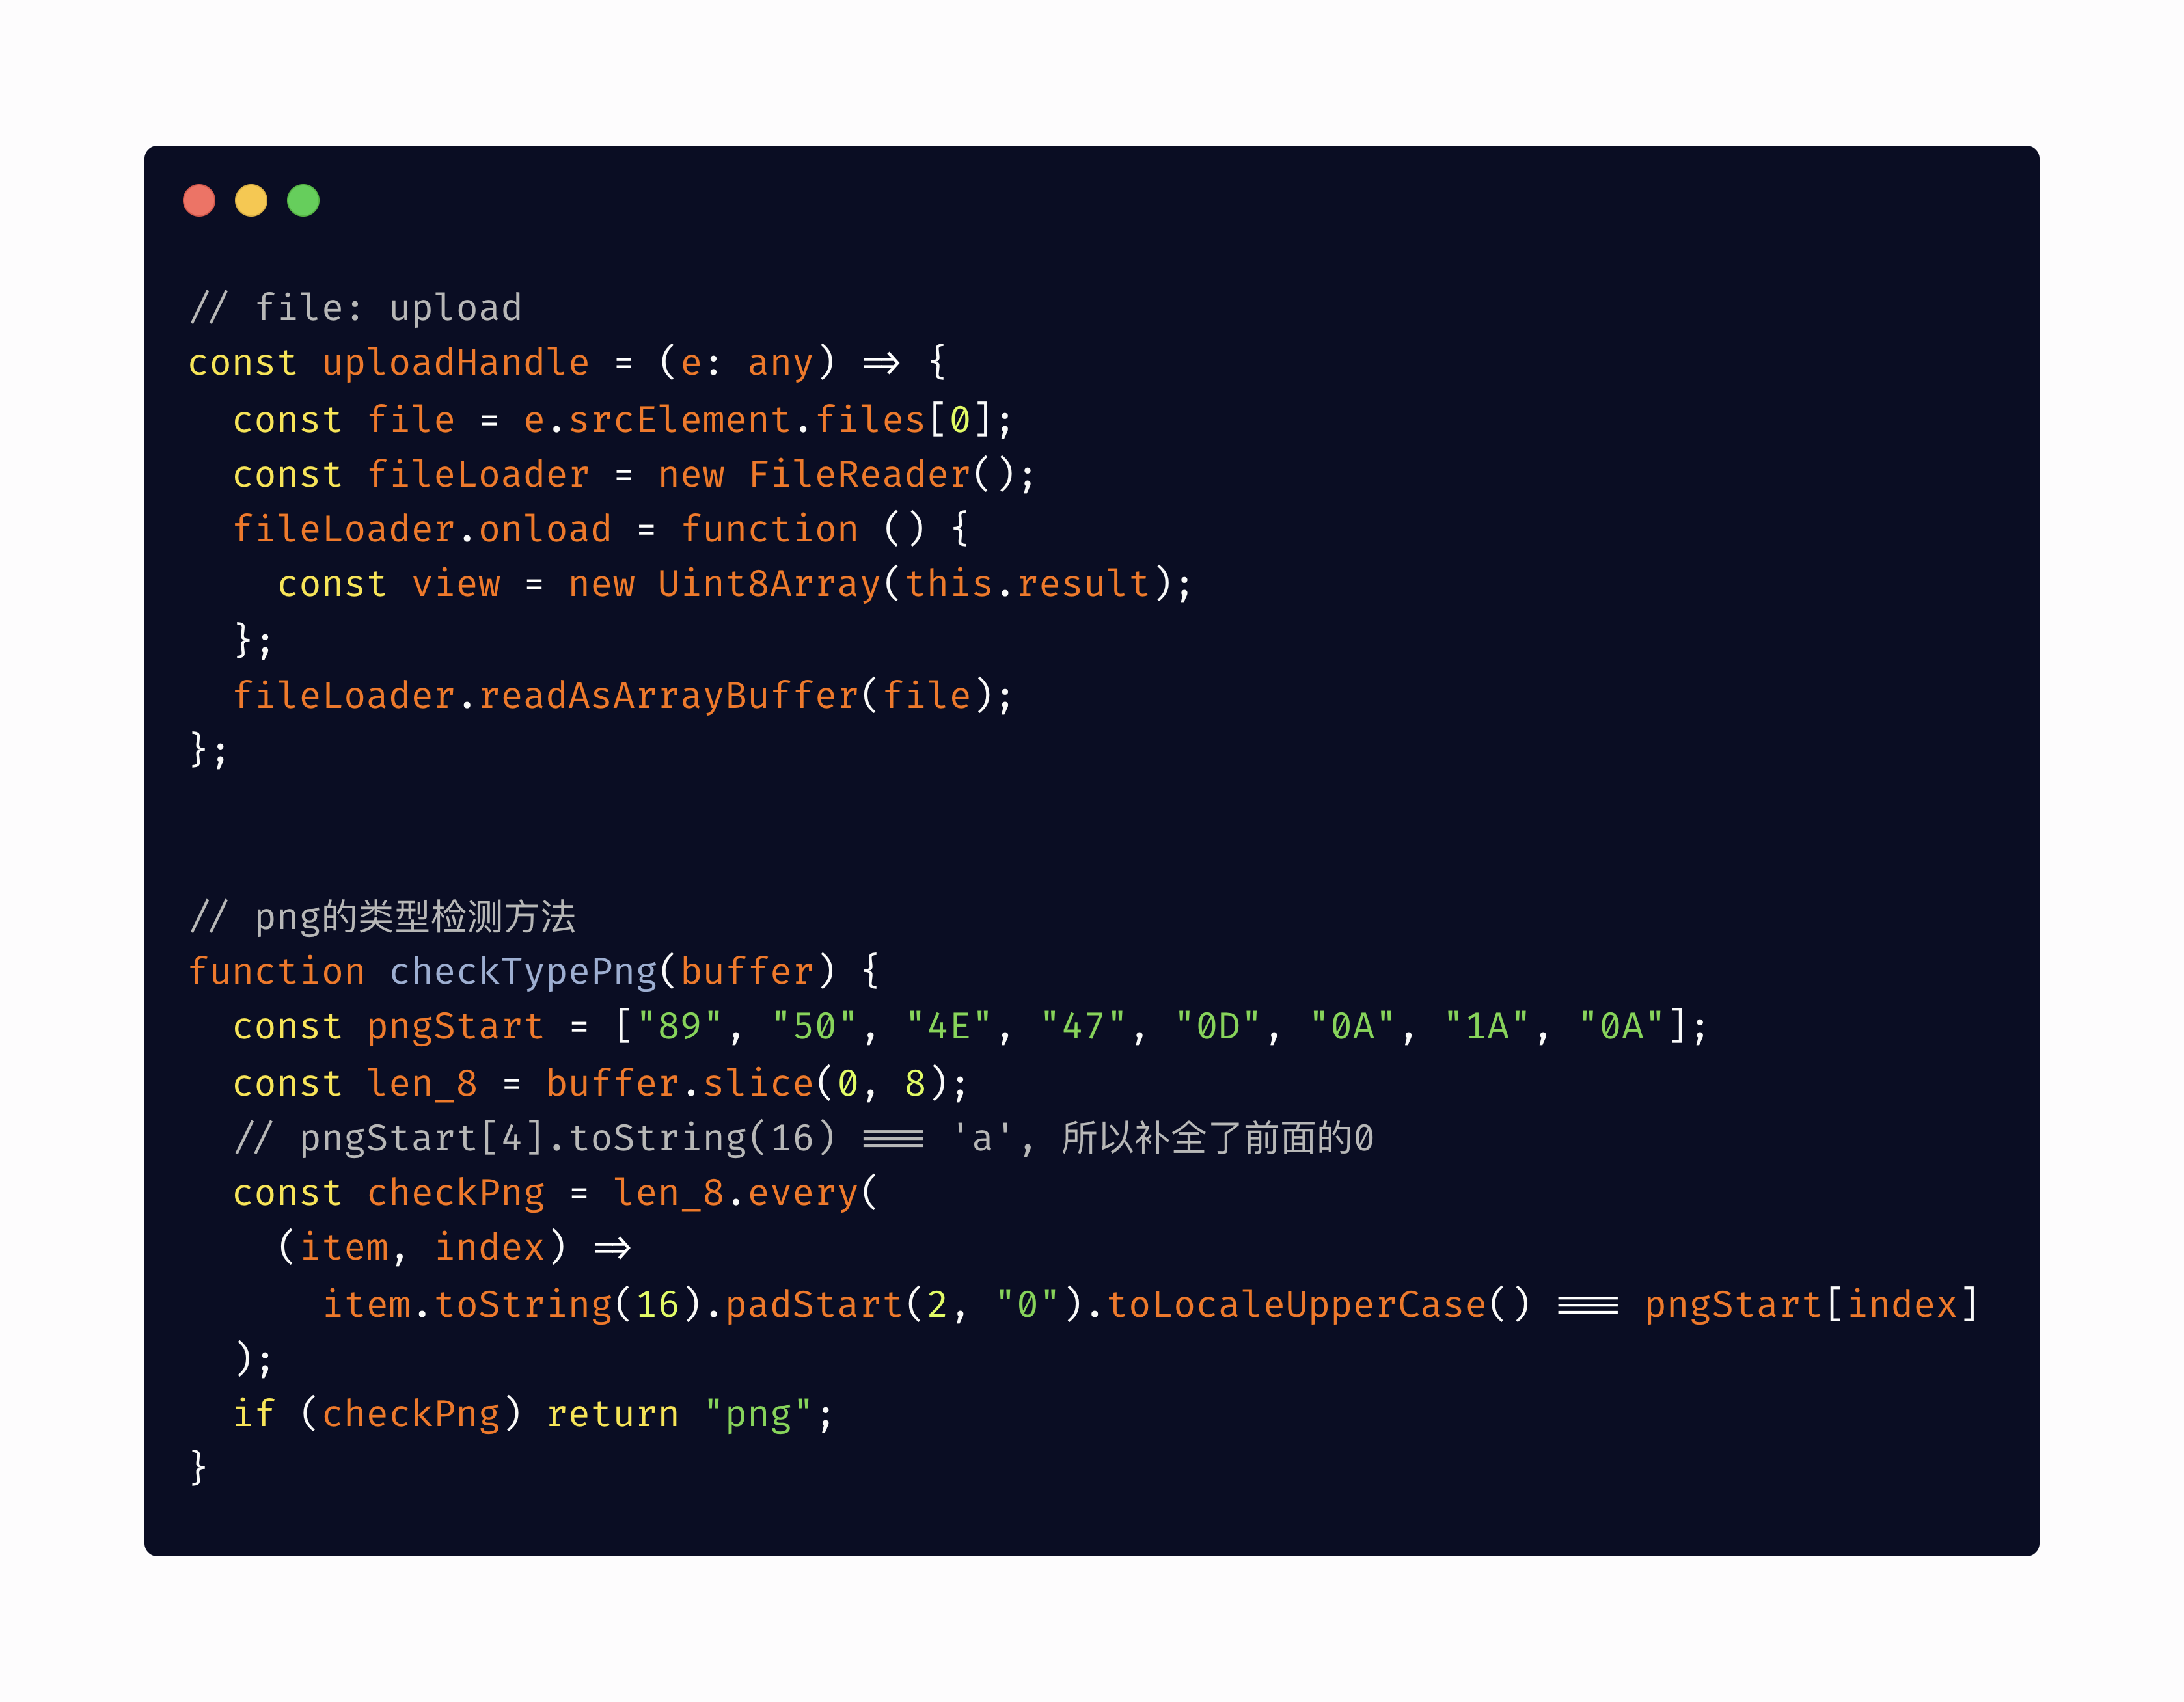 // file: upload
const uploadHandle = (e: any) => {
  const file = e.srcElement.files[0];
  const fileLoader = new FileReader();
  fileLoader.onload = function () {
    const view = new Uint8Array(this.result);
  };
  fileLoader.readAsArrayBuffer(file);
};
// png的类型检测方法
function checkTypePng(buffer) {
  const pngStart = ["89", "50", "4E", "47", "0D", "0A", "1A", "0A"];
  const len_8 = buffer.slice(0, 8);
  // pngStart[4].toString(16) === 'a', 所以补全了前面的0
  const checkPng = len_8.every(
    (item, index) =>
      item.toString(16).padStart(2, "0").toLocaleUpperCase() === pngStart[index]
  );
  if (checkPng) return "png";
}